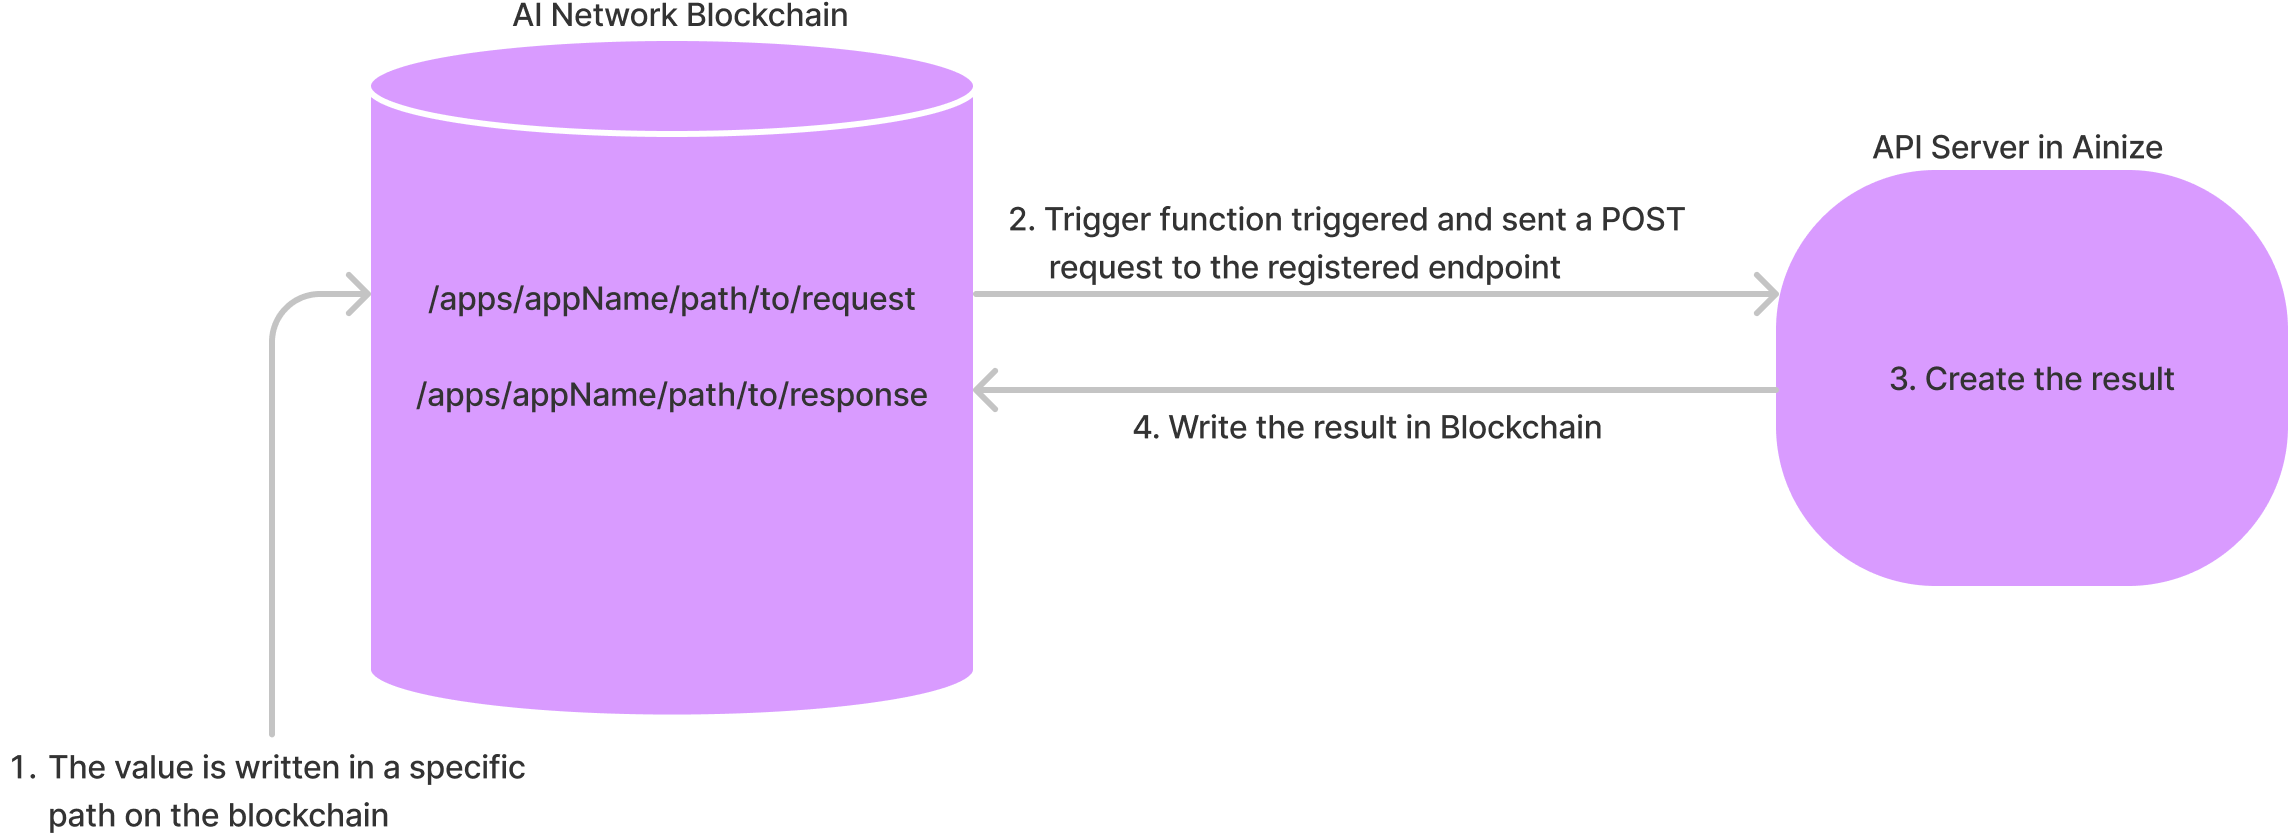 AI Network Blockchain
API Server in Ainize
2. Trigger function triggered and sent a POST
request to the registered endpoint
/apps/appName/path/to/request
/apps/appName/path/to/response
3. Create the result
4. Write the result in Blockchain
1. The value is written in a specific
path on the blockchain